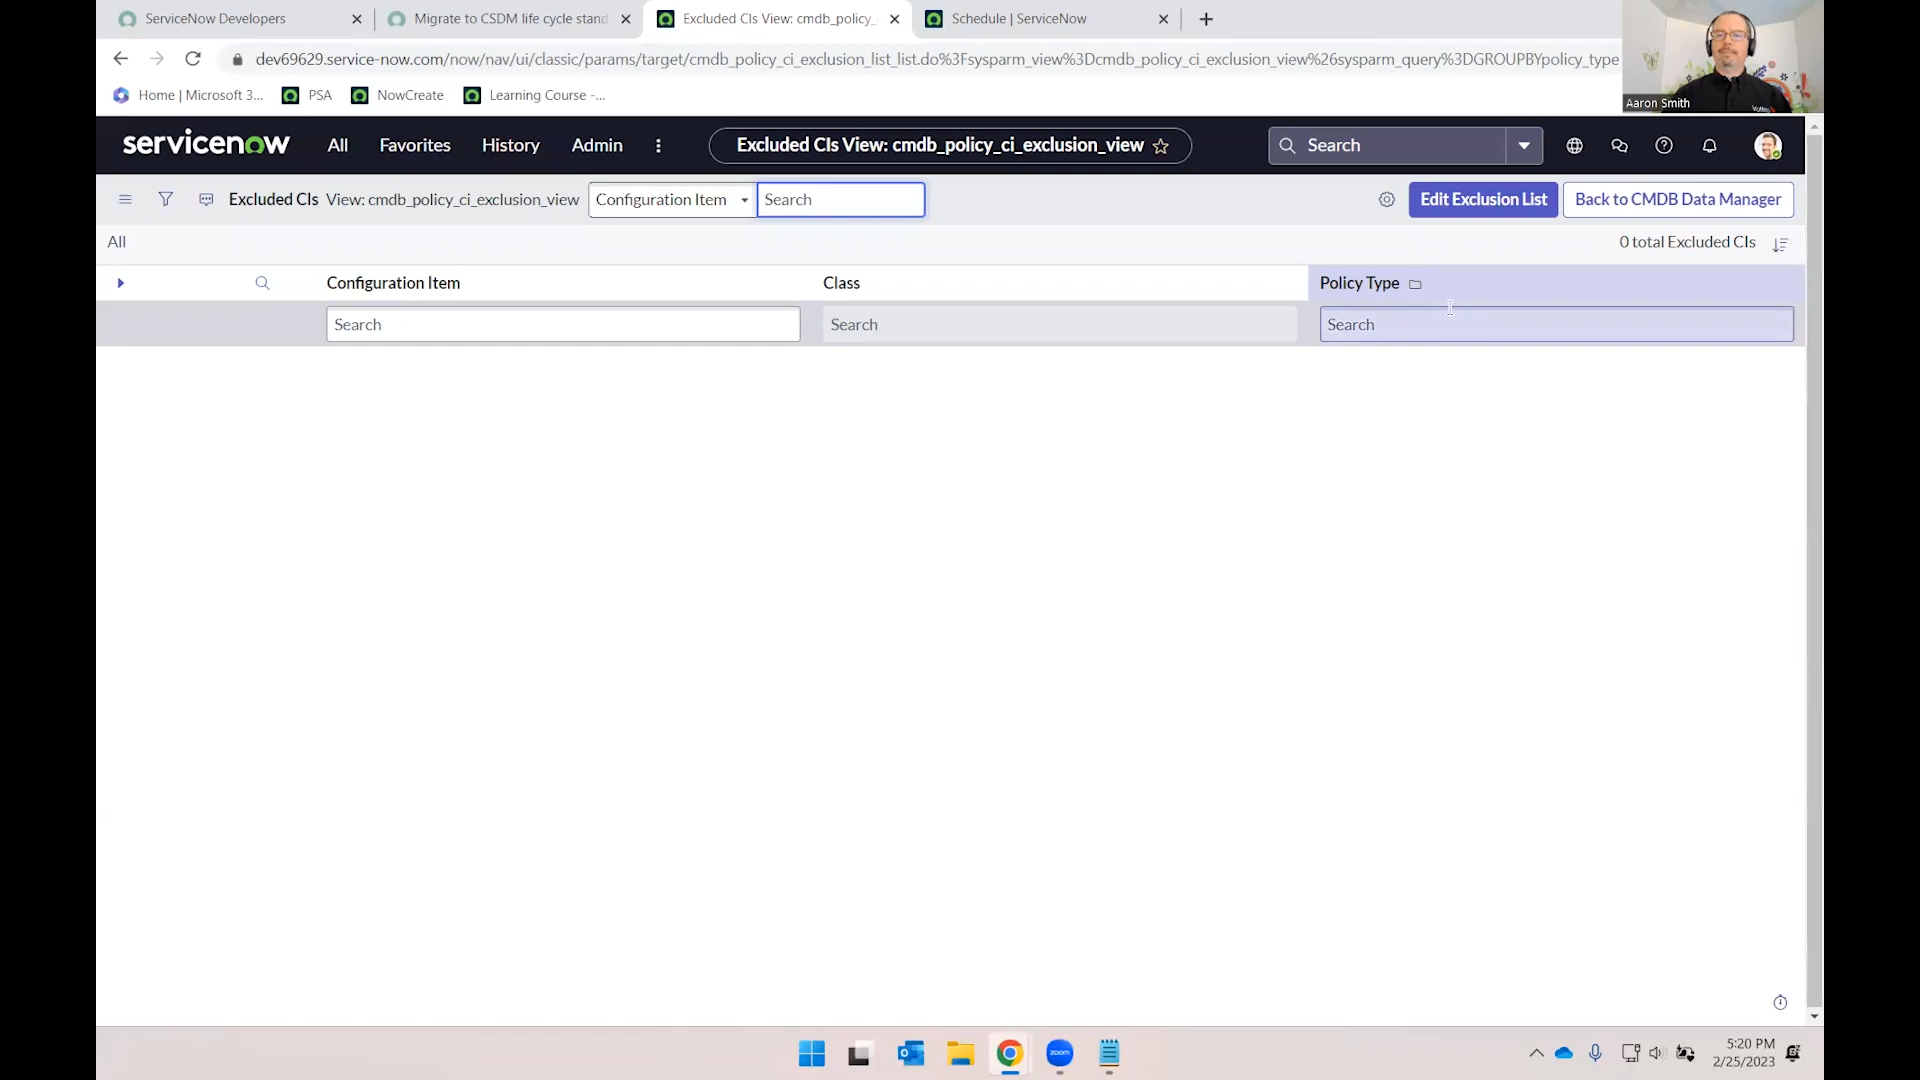 ServiceNow Developers
Migrate to CSDM life cycle stand
Excluded CIs View: cmdb_policy_
Schedule | ServiceNow
dev69629.service-now.com/now/nav/ui/classic/params/target/cmdb_policy_ci_exclusion_list_list.do%3Fsysparm_view%3Dcmdb_policy_ci_exclusion_view%26sysparm_query%3DGROUPBYpolicy_type
Home | Microsoft 3...
PSA
NowCreate
Learning Course -...
Aaron Smith
servicenow
All
Favorites
History
Admin
Excluded CIs View: cmdb_policy_ci_exclusion_view
Search
Excluded CIs View: cmdb_policy_ci_exclusion_view
Configuration Item
Search
Edit Exclusion List
Back to CMDB Data Manager
All
0 total Excluded CIs
Configuration Item
Class
Policy Type
Search
Search
Search
zoom
5:20 PM
2/25/2023